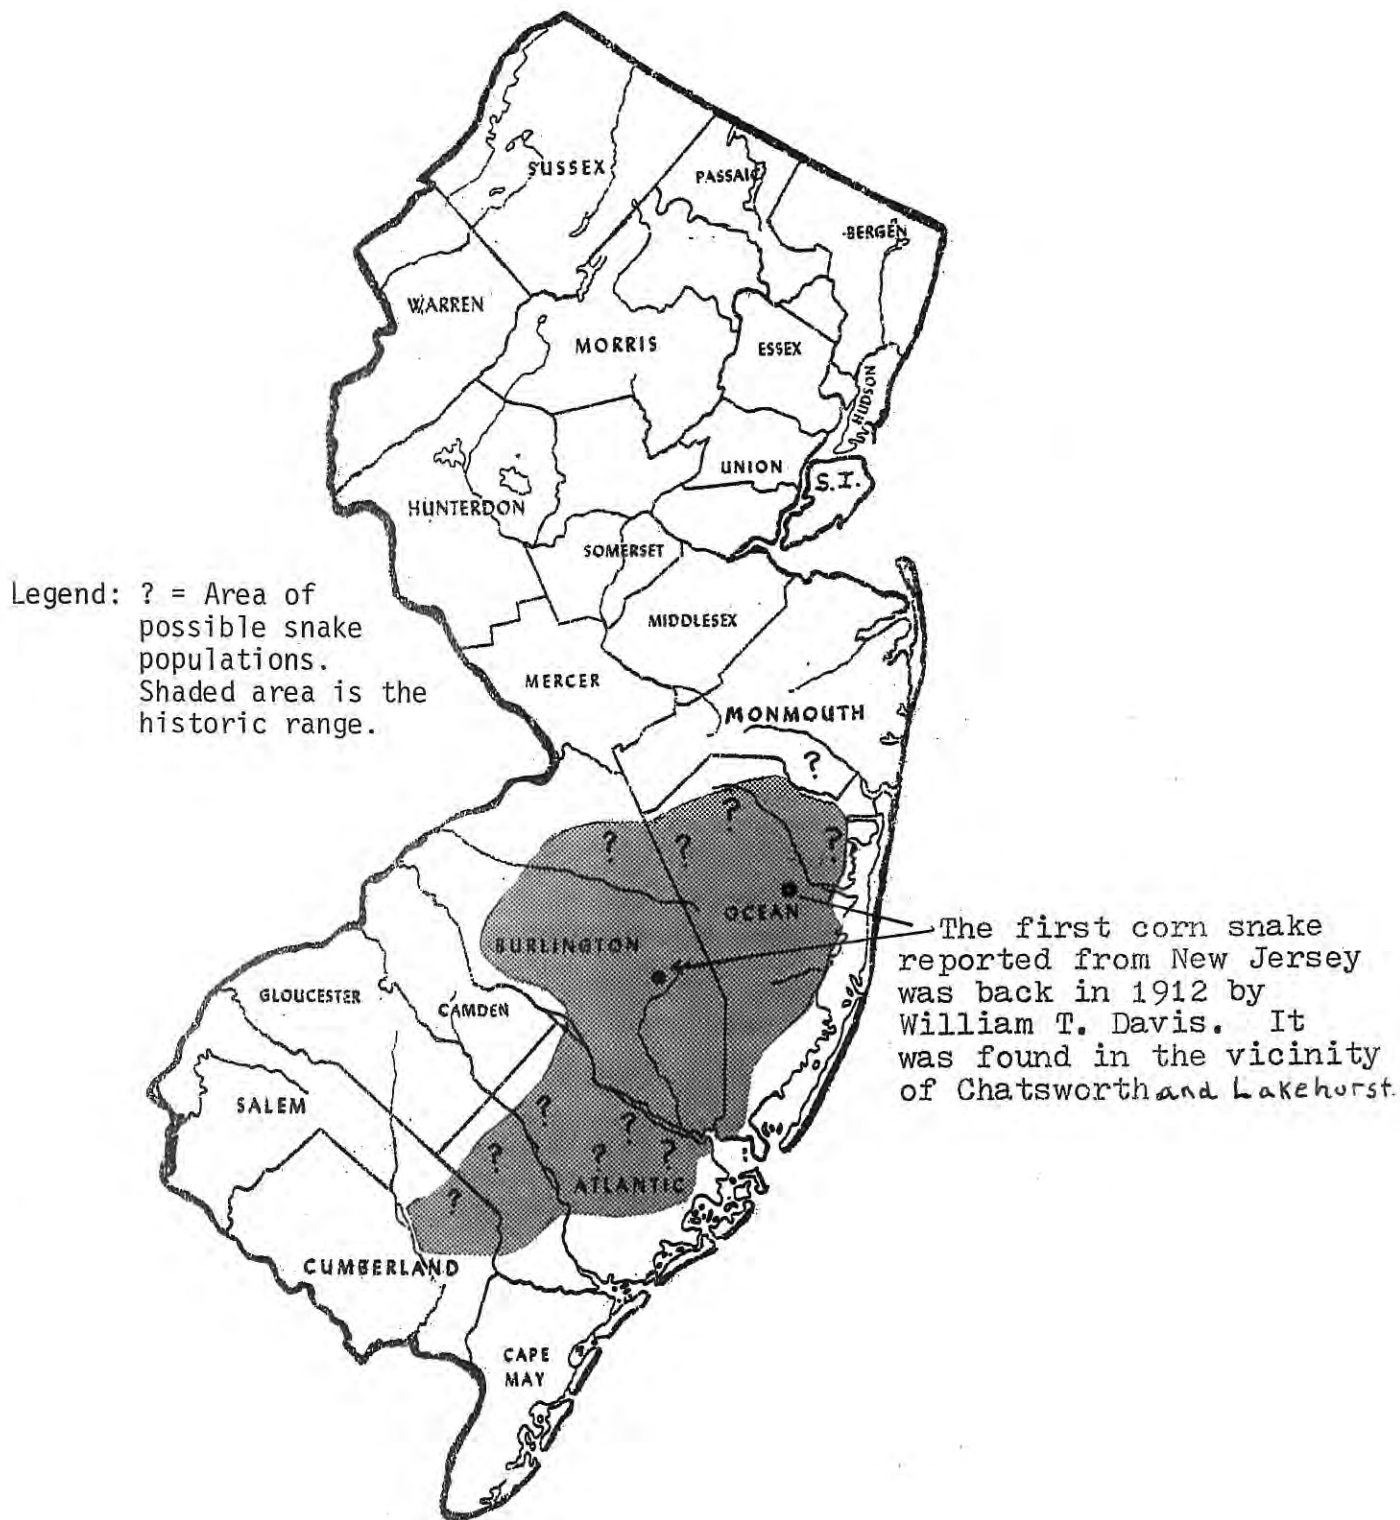 SUSSEX
PASSAIC
BERGEN
WARREN
MORRIS
ESSEX
HUDSON
UNION
S.I.
HUNTERDON
SOMERSET
Legend: ? = Area of
possible snake
populations.
Shaded area is the
historic range.
MIDDLESEX
MERCER
MONMOUTH
?
?
?
?
?
OCEAN
BURLINGTON
The first corn snake
reported from New Jersey
was back in 1912 by
William T. Davis. It
was found in the vicinity
of Chatsworth and Lakehurst.
GLOUCESTER
CAMDEN
SALEM
?
?
?
?
?
ATLANTIC
?
CUMBERLAND
CAPE
MAY